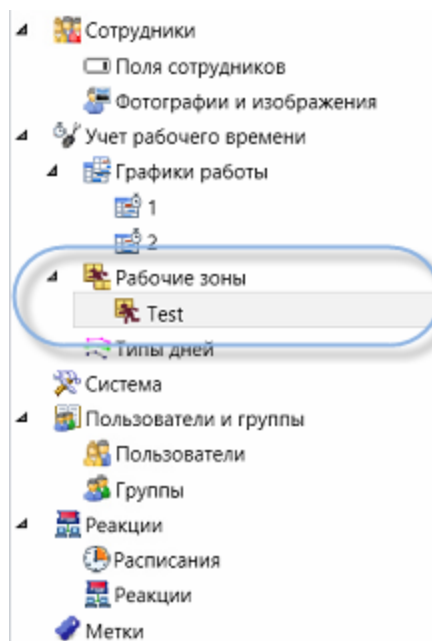 Сотрудники
Поля сотрудников
Фотографии и изображения
Учет рабочего времени
Графики работы
1
2
Рабочие зоны
Test
Типы дней
Система
Пользователи и группы
Пользователи
Группы
Реакции
Расписания
Реакции
Метки